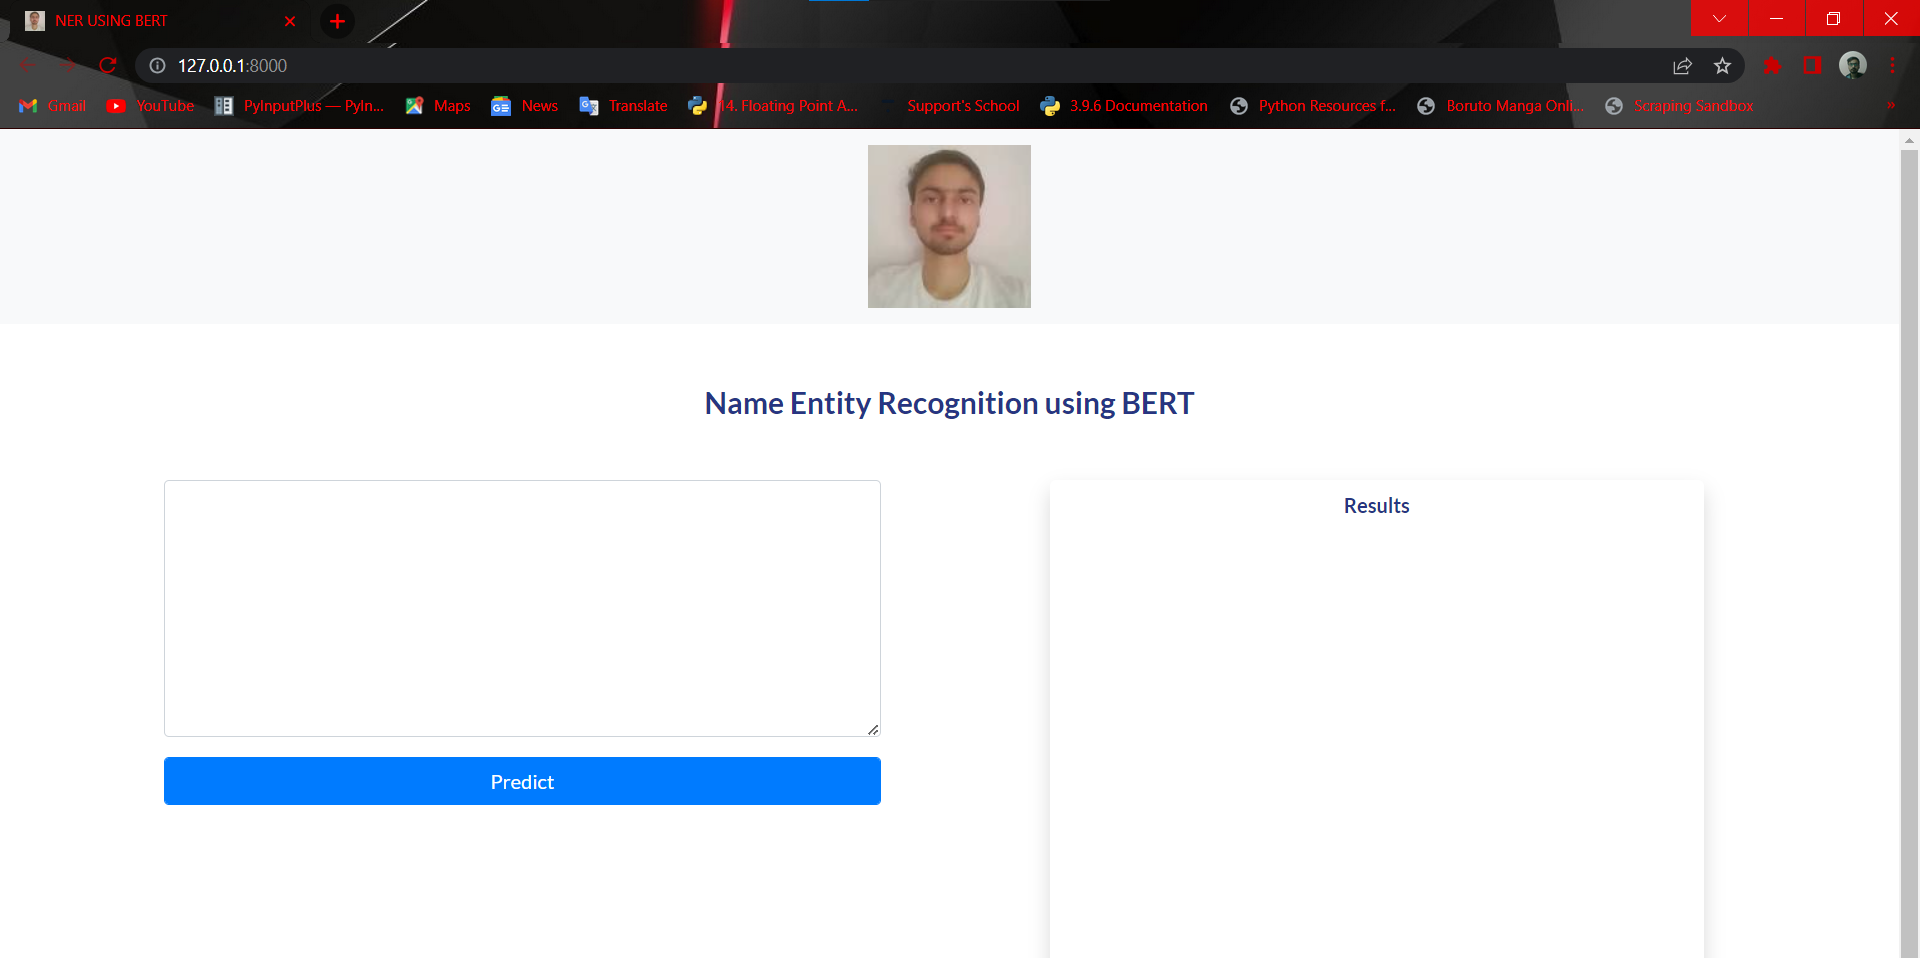 NER USING BERT
127.0.0.1:8000
Gmail YouTube PyInputPlus — PyIn... Maps News Translate 14. Floating Point A... Support's School 3.9.6 Documentation Python Resources f... Boruto Manga Onli... Scraping Sandbox »
Name Entity Recognition using BERT
Results
Predict